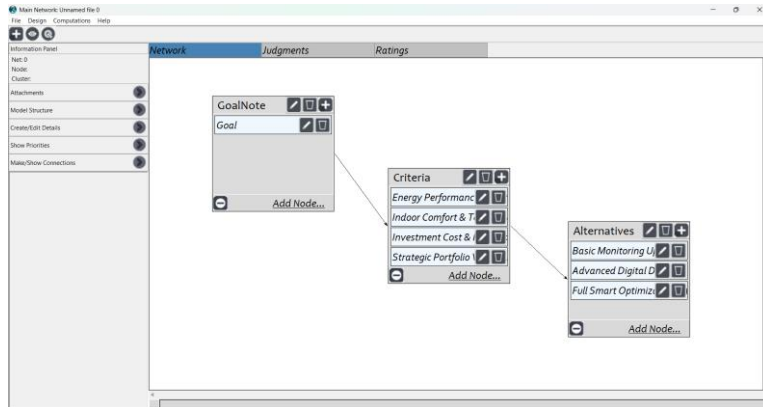 Main Network: Unnamed file 0
File Design Computations Help
Information Panel
Net: 0
Node:
Cluster:
Attachments
Model Structure
Create/Edit Details
Show Priorities
Make/Show Connections
Network Judgments Ratings
GoalNote
Goal
Add Node...
Criteria
Energy Performanc
Indoor Comfort & T
Investment Cost &
Strategic Portfolio
Add Node...
Alternatives
Basic Monitoring U
Advanced Digital D
Full Smart Optimiz
Add Node...